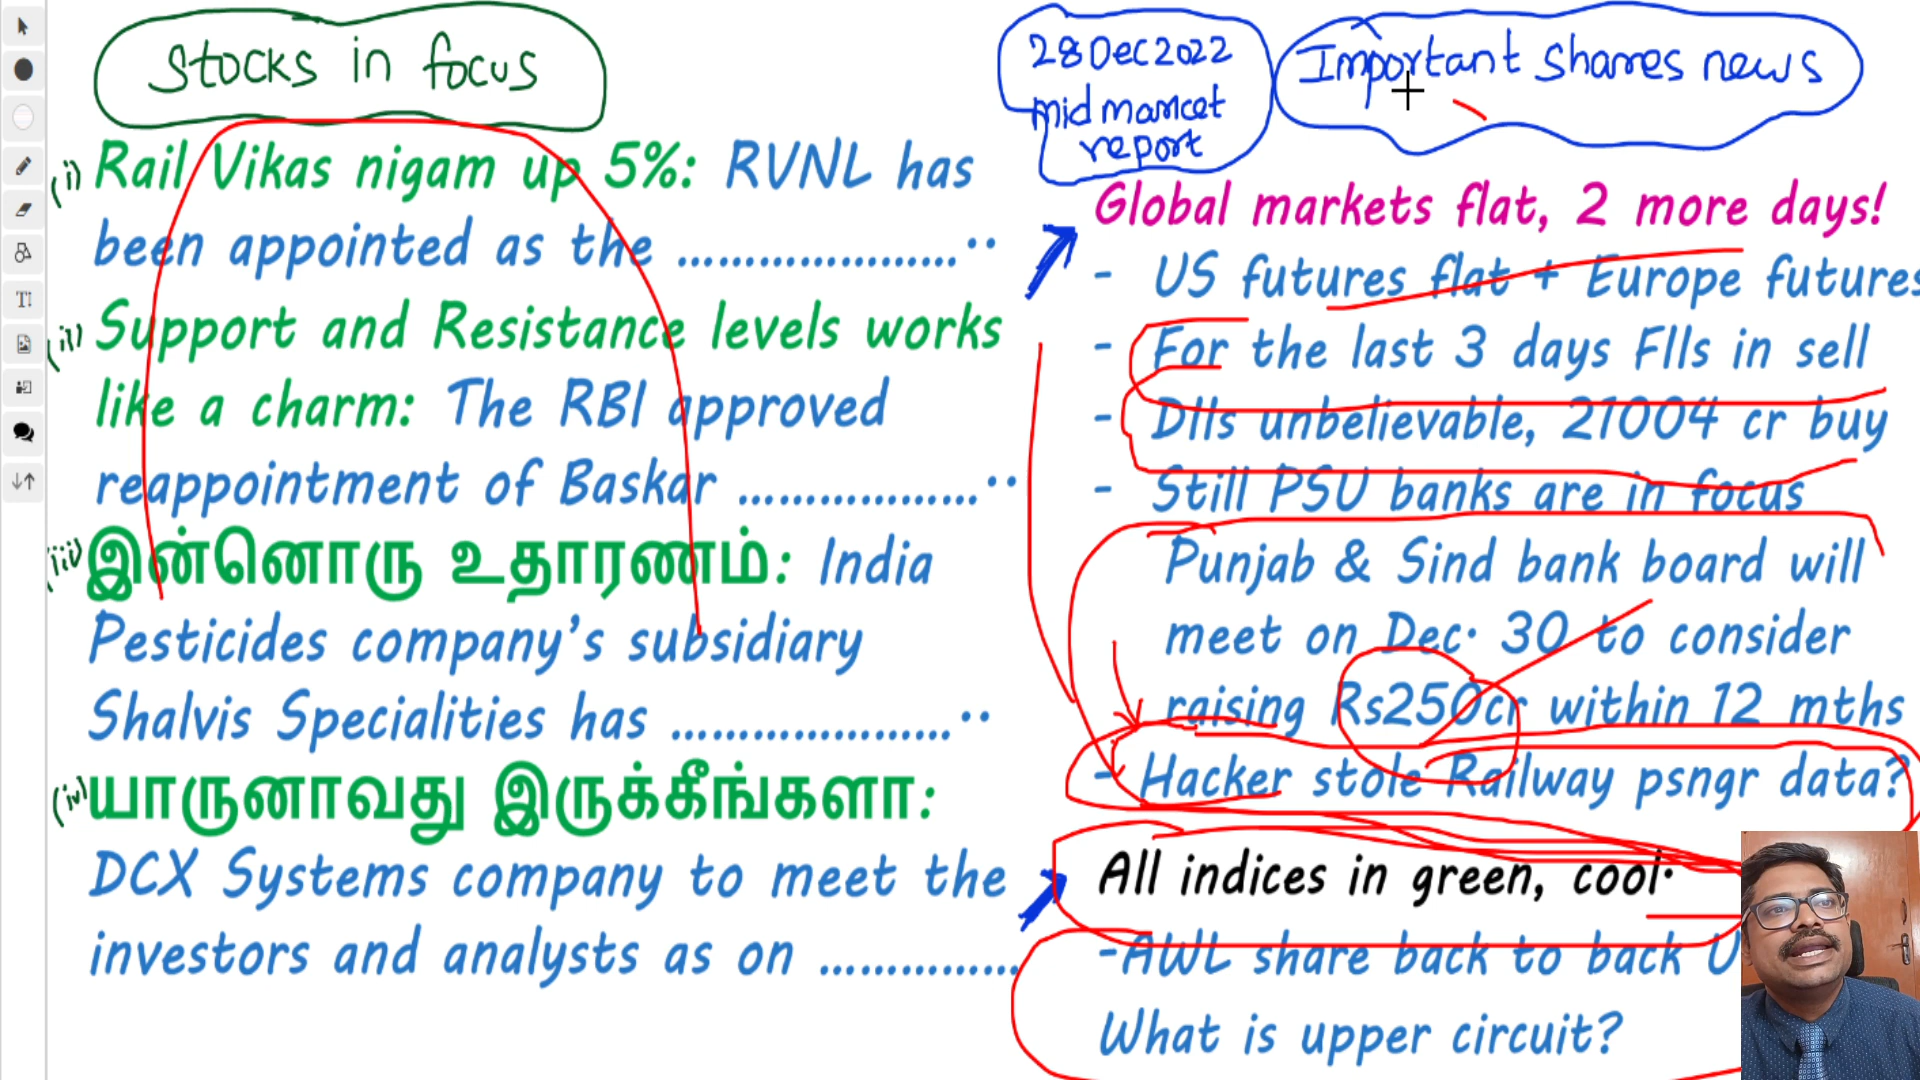 Stocks in focus
(i) Rail Vikas nigam up 5%: RVNL has
been appointed as the .......................
(ii) Support and Resistance levels works
like a charm: The RBI approved
reappointment of Baskar ....................
(iii) இன்னொரு உதாரணம்: India
Pesticides company's subsidiary
Shalvis Specialities has .......................
(iv) யாருனாவது இருக்கீங்களா:
DCX Systems company to meet the
investors and analysts as on ...............
28 Dec 2022
mid market
report
Important shares news
Global markets flat, 2 more days!
- US futures flat + Europe futures
- For the last 3 days FIIs in sell
- DIIs unbelievable, 21004 cr buy
- Still PSU banks are in focus
Punjab & Sind bank board will
meet on Dec. 30 to consider
raising Rs250cr within 12 mths
- Hacker stole Railway psngr data?
All indices in green, cool.
-AWL share back to back U
What is upper circuit?